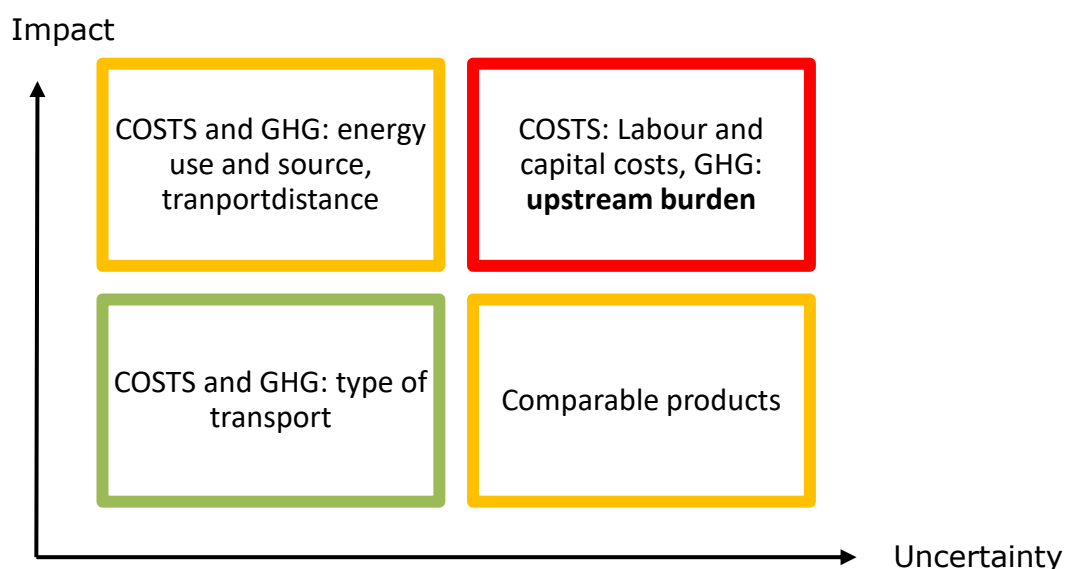 Impact
COSTS and GHG: energy
use and source,
tranportdistance
COSTS: Labour and
capital costs, GHG:
upstream burden
COSTS and GHG: type of
transport
Comparable products
Uncertainty